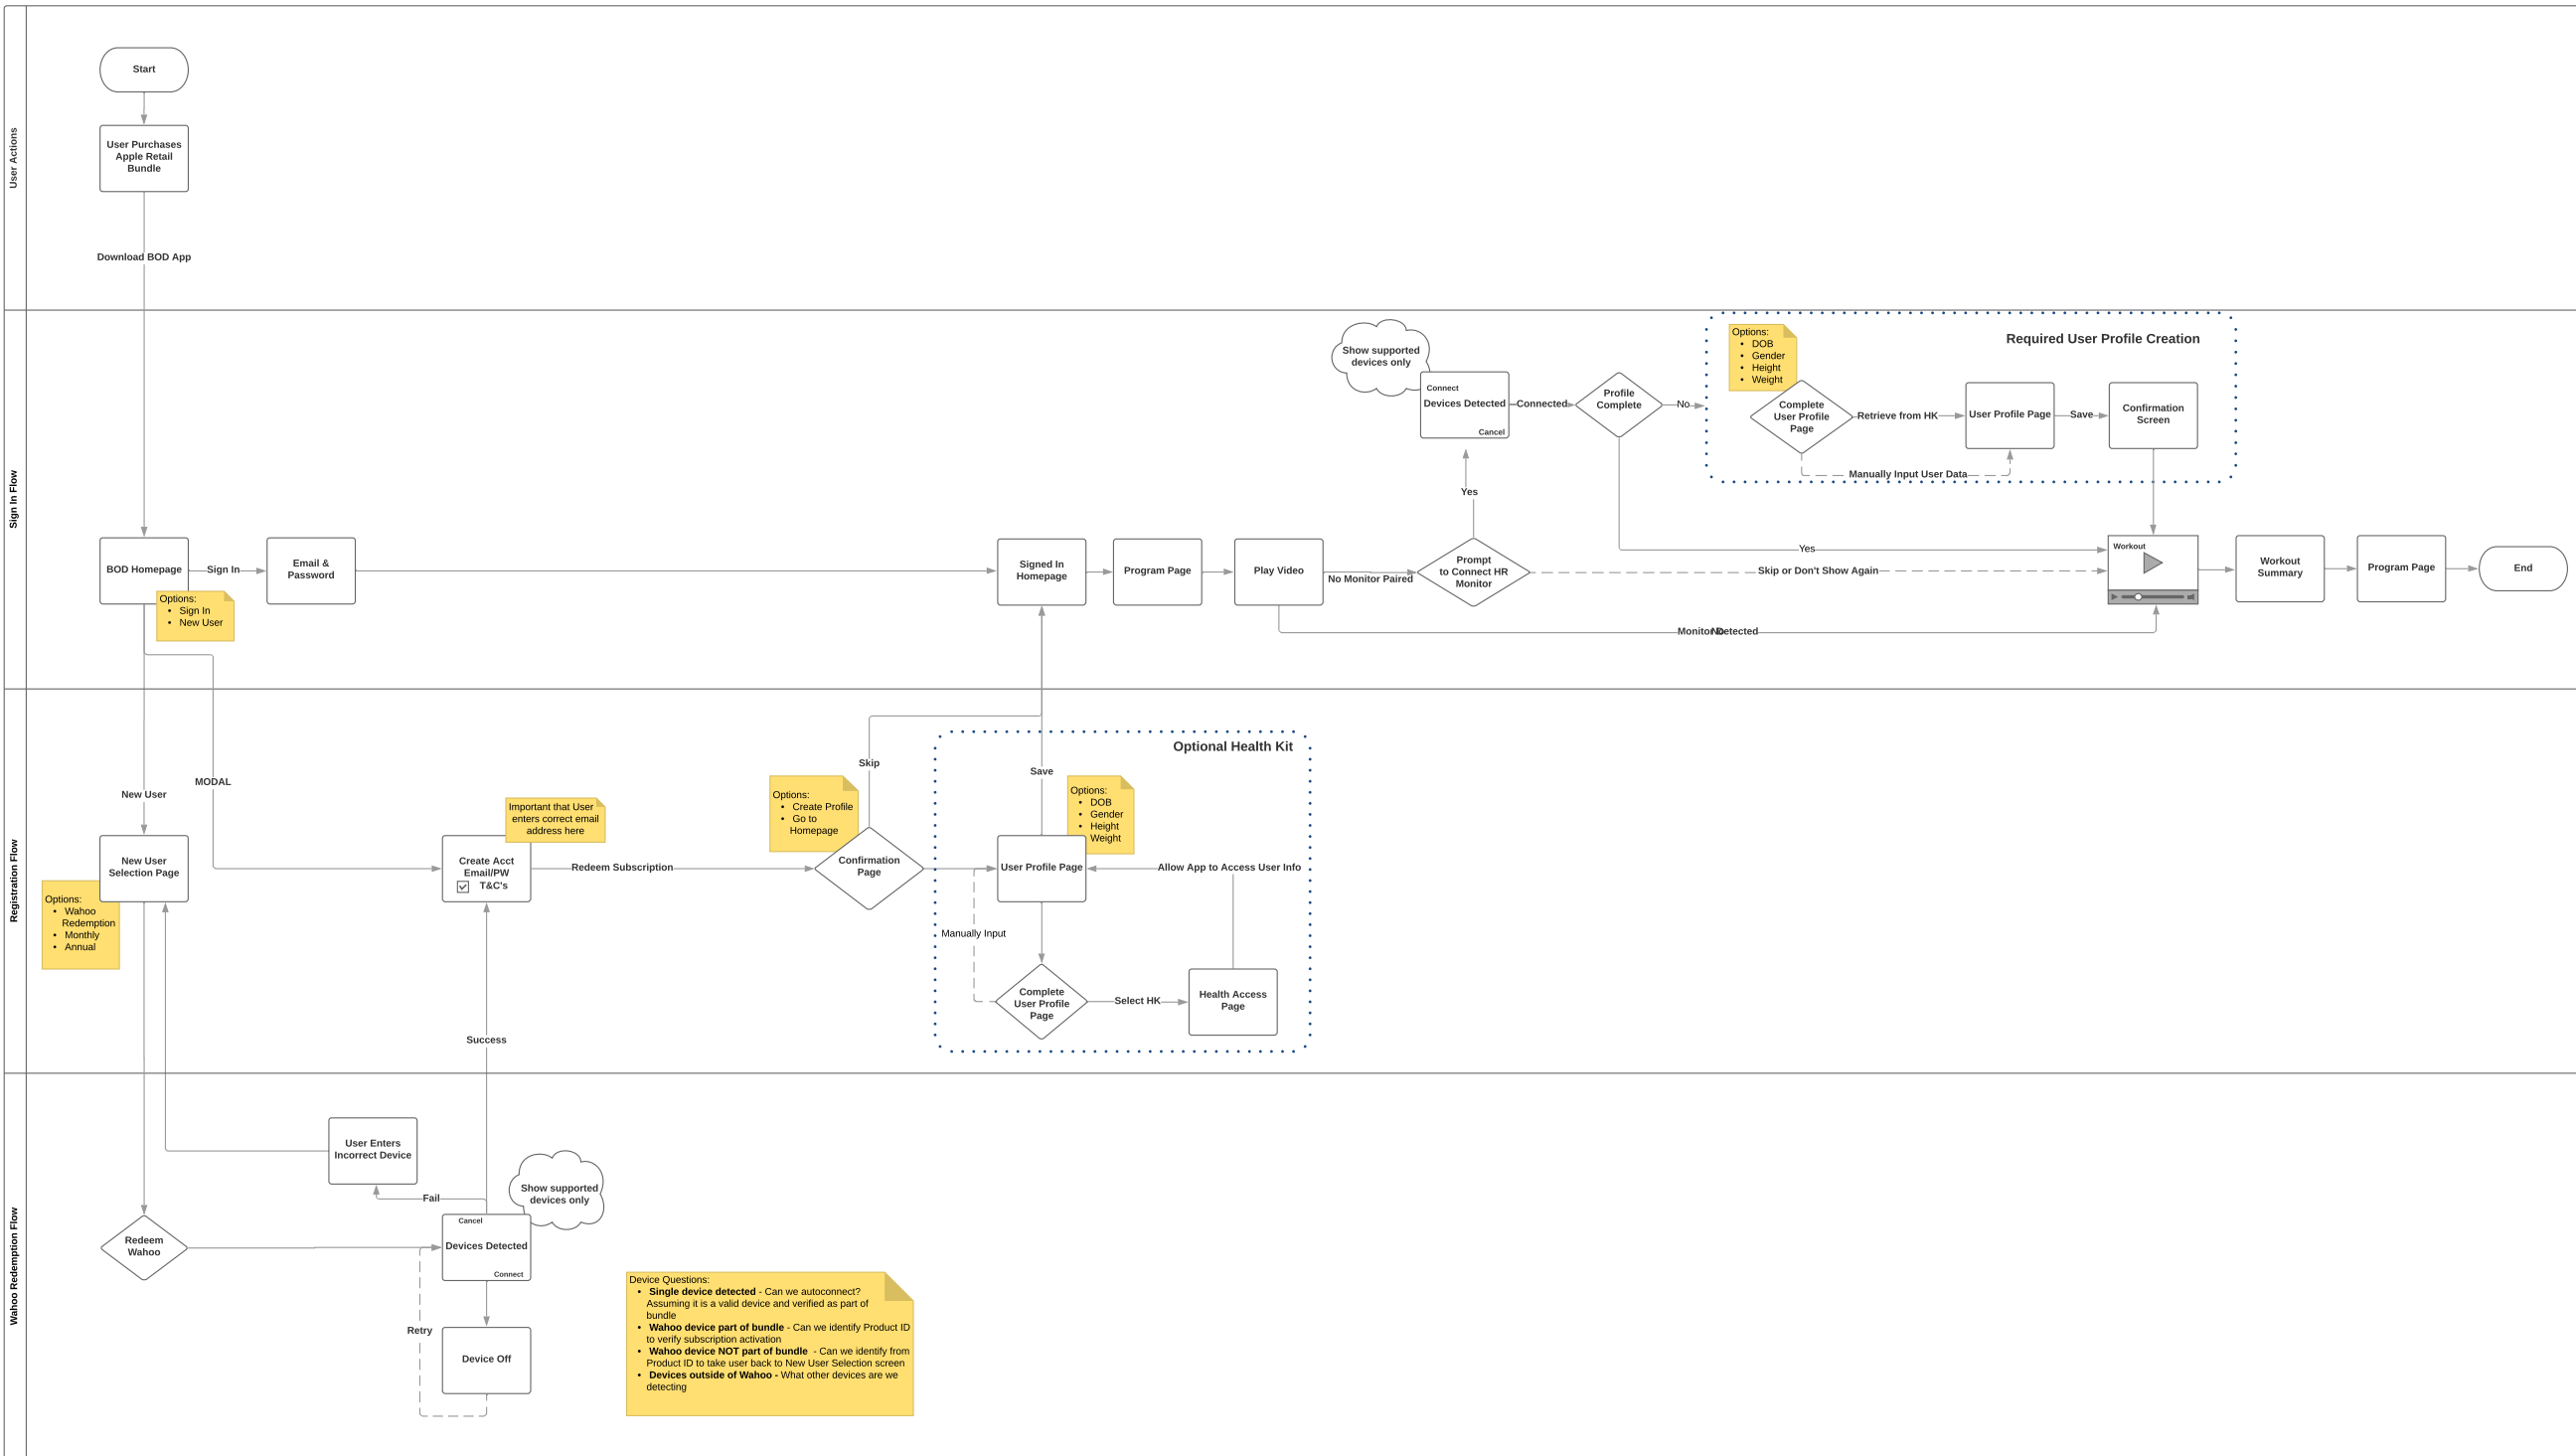 User Actions
Start
User Purchases
Apple Retail
Bundle
Download BOD App
Sign In Flow
BOD Homepage
Sign In
Options:
• Sign In
• New User
Email &
Password
Signed In
Homepage
Program Page
Play Video
No Monitor Paired
Prompt
to Connect HR
Monitor
Yes
Show supported
devices only
Connect
Devices Detected
Cancel
Connected
Profile
Complete
No
Yes
Skip or Don't Show Again
Monitor Detected
No
Required User Profile Creation
Options:
• DOB
• Gender
• Height
• Weight
Complete
User Profile
Page
Retrieve from HK
Manually Input User Data
User Profile Page
Save
Confirmation
Screen
Workout
Workout
Summary
Program Page
End
Registration Flow
New User
MODAL
New User
Selection Page
Options:
• Wahoo
Redemption
• Monthly
• Annual
Important that User
enters correct email
address here
Create Acct
Email/PW
T&C's
Redeem Subscription
Success
Options:
• Create Profile
• Go to
Homepage
Confirmation
Page
Skip
Optional Health Kit
Save
Options:
• DOB
• Gender
• Height
Weight
User Profile Page
Allow App to Access User Info
Manually Input
Complete
User Profile
Page
Select HK
Health Access
Page
Wahoo Redemption Flow
User Enters
Incorrect Device
Fail
Show supported
devices only
Redeem
Wahoo
Cancel
Devices Detected
Connect
Retry
Device Off
Device Questions:
• Single device detected - Can we autoconnect?
Assuming it is a valid device and verified as part of
bundle
• Wahoo device part of bundle - Can we identify Product ID
to verify subscription activation
• Wahoo device NOT part of bundle - Can we identify from
Product ID to take user back to New User Selection screen
• Devices outside of Wahoo - What other devices are we
detecting